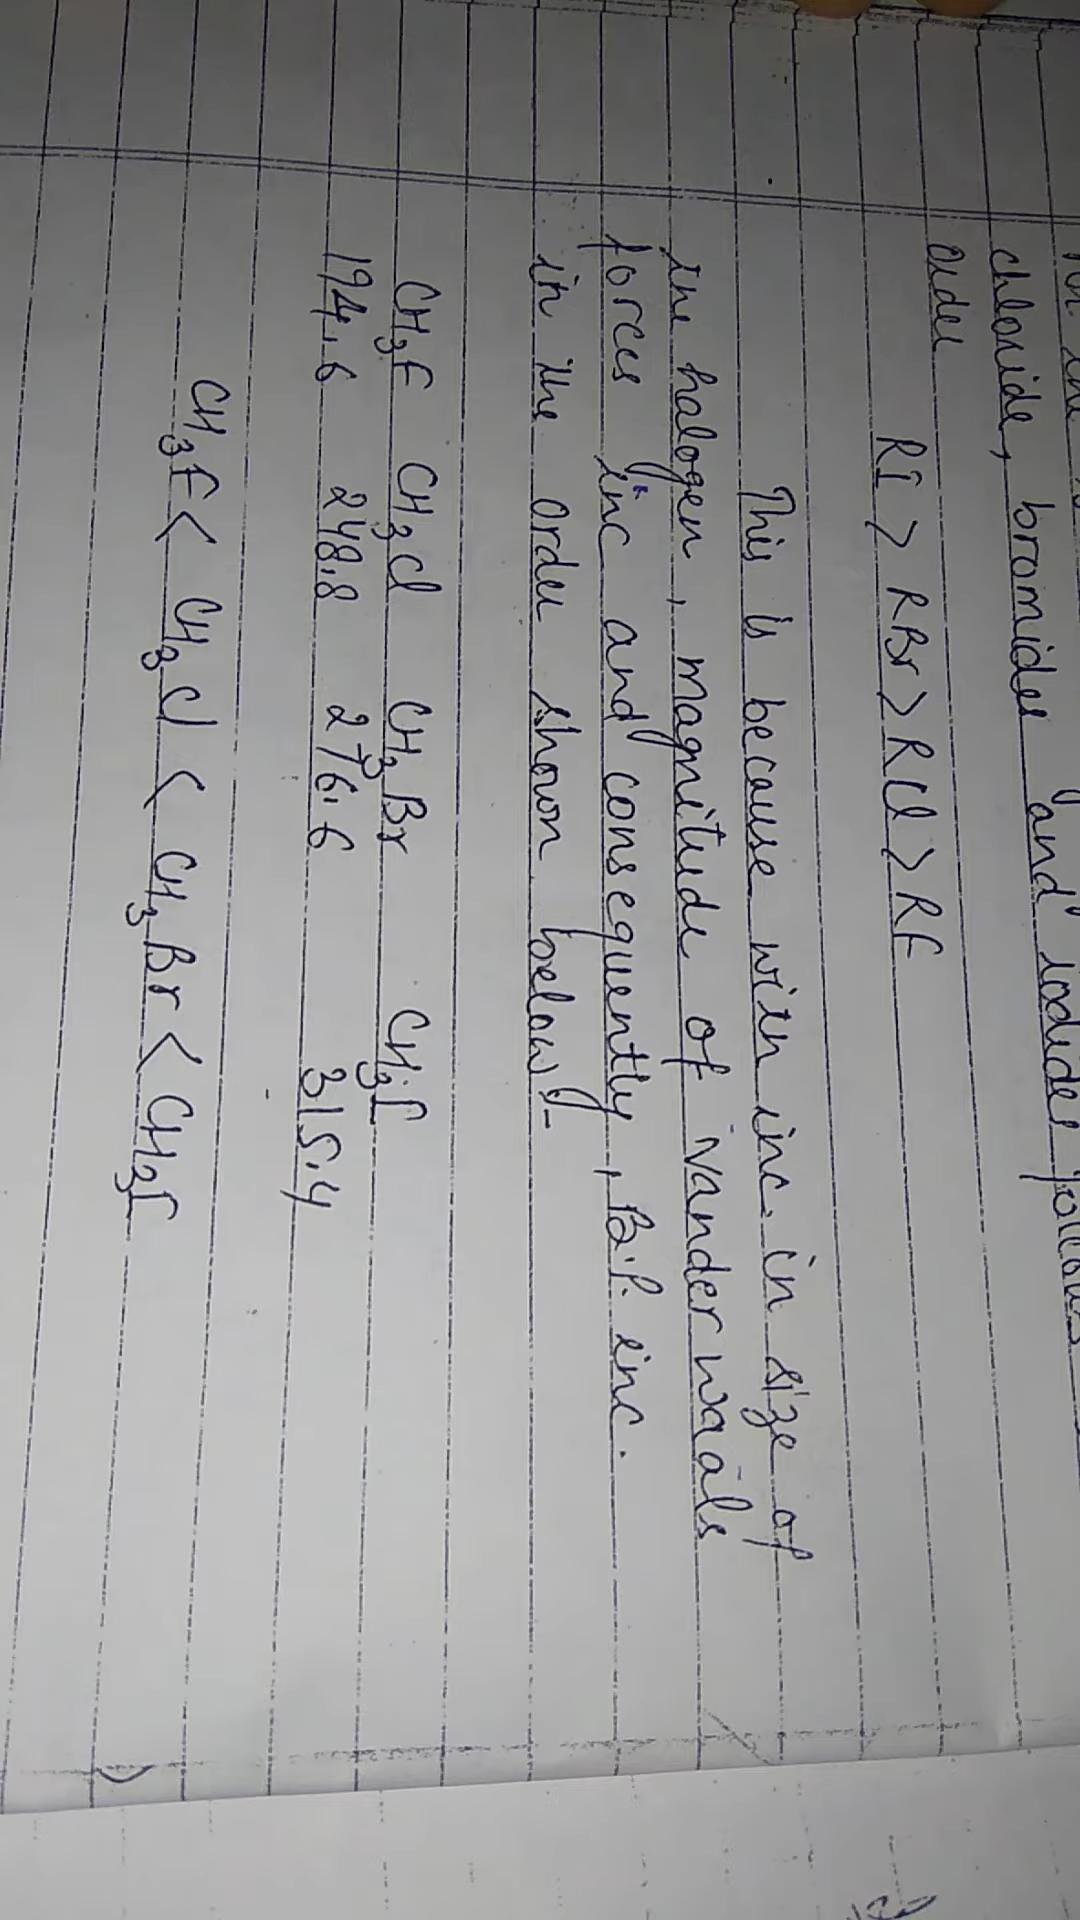 chloride, bromides and iodides follows
order
RI > RBr > RCl > RF
This is because with inc. in size of
the halogen, magnitude of vander waals
forces inc and consequently, B.P. inc.
in the order shown below:-
CH3F CH3Cl CH3Br CH3I
194.6 248.8 276.6 315.4
CH3F < CH3Cl < CH3Br < CH3I